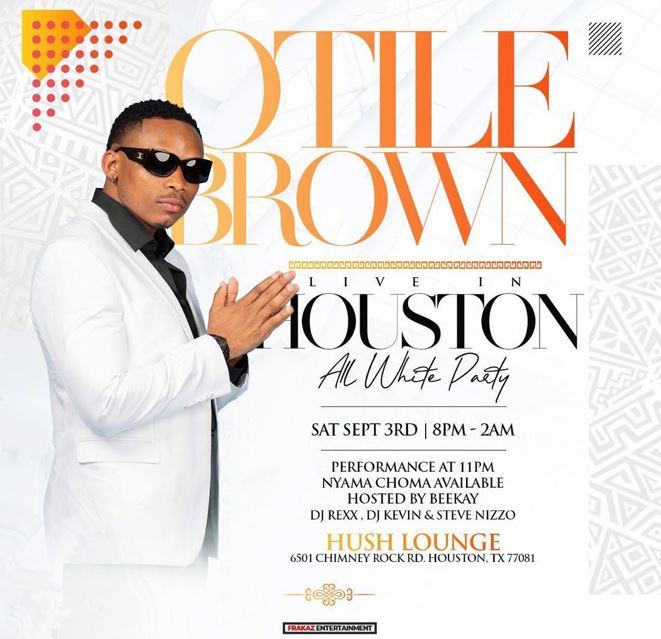 OTILE
BROWN
LIVE IN
HOUSTON
All White Party
SAT SEPT 3RD | 8PM - 2AM
PERFORMANCE AT 11PM
NYAMA CHOMA AVAILABLE
HOSTED BY BEEKAY
DJ REXX , DJ KEVIN & STEVE NIZZO
HUSH LOUNGE
6501 CHIMNEY ROCK RD. HOUSTON, TX 77081
FRAKAZ ENTERTAINMENT